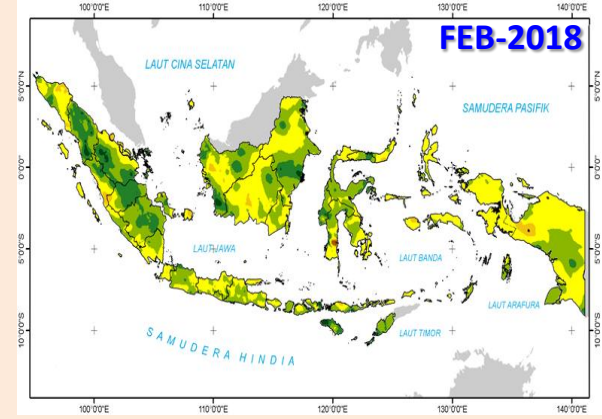 100°0'0"E 110°0'0"E 120°0'0"E 130°0'0"E 140°0'0"E
FEB-2018
LAUT CINA SELATAN
5°0'0"N 5°0'0"N
SAMUDERA PASIFIK
0°0'0" 0°0'0"
LAUT JAWA
LAUT BANDA
5°0'0"S 5°0'0"S
LAUT ARAFURA
LAUT TIMOR
10°0'0"S 10°0'0"S
SAMUDERA HINDIA
100°0'0"E 110°0'0"E 120°0'0"E 130°0'0"E 140°0'0"E